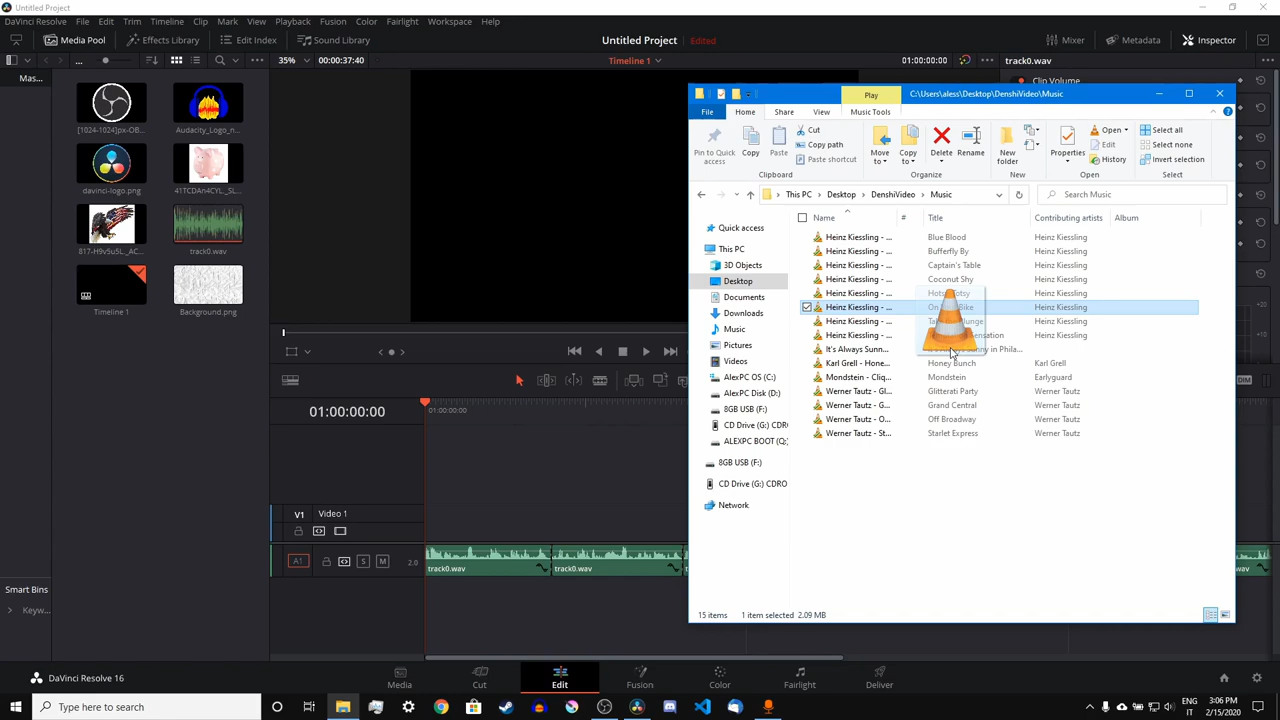 Untitled Project
DaVinci Resolve File Edit Trim Timeline Clip Mark View Playback Fusion Color Fairlight Workspace Help
Media Pool Effects Library Edit Index Sound Library Untitled Project Edited Mixer Metadata Inspector
... 35% 00:00:37:40 Timeline 1 01:00:00:00 track0.wav
Mas...
Clip Volume
[1024-1024]px-OB... Audacity_Logo_n...
davinci-logo.png 41TCDAn4CYL._SL...
817-H9v5u5L._AC... track0.wav
Timeline 1 Background.png
Smart Bins
Keyw...
Play C:\Users\aless\Desktop\DenshiVideo\Music
File Home Share View Music Tools
Pin to Quick access Copy Paste Cut Copy path Paste shortcut Move to Copy to Delete Rename New folder Properties Open Edit History Select all Select none Invert selection
Clipboard Organize New Open Select
This PC Desktop DenshiVideo Music Search Music
Name # Title Contributing artists Album
Quick access
This PC
3D Objects
Desktop
Documents
Downloads
Music
Pictures
Videos
AlexPC OS (C:)
AlexPC Disk (D:)
8GB USB (F:)
CD Drive (G:) CDRO
ALEXPC BOOT (Q:)
8GB USB (F:)
CD Drive (G:) CDRO
Network
Heinz Kiessling - ... Blue Blood Heinz Kiessling
Heinz Kiessling - ... Bufferfly By Heinz Kiessling
Heinz Kiessling - ... Captain's Table Heinz Kiessling
Heinz Kiessling - ... Coconut Shy Heinz Kiessling
Heinz Kiessling - ... Heinz Kiessling
Heinz Kiessling - ... Heinz Kiessling
Heinz Kiessling - ... Heinz Kiessling
Heinz Kiessling - ... Heinz Kiessling
It's Always Sunn... in Phila...
Karl Grell - Hone... Honey Bunch Karl Grell
Mondstein - Cliq... Mondstein Earlyguard
Werner Tautz - Gl... Glitterati Party Werner Tautz
Werner Tautz - G... Grand Central Werner Tautz
Werner Tautz - O... Off Broadway Werner Tautz
Werner Tautz - St... Starlet Express Werner Tautz
15 items 1 item selected 2.09 MB
DIM
01:00:00:00 01:00:00:00
V1 Video 1
A1 S M 2.0
track0.wav track0.wav .wav
DaVinci Resolve 16 Media Cut Edit Fusion Color Fairlight Deliver
Type here to search ENG IT 3:06 PM 2/15/2020